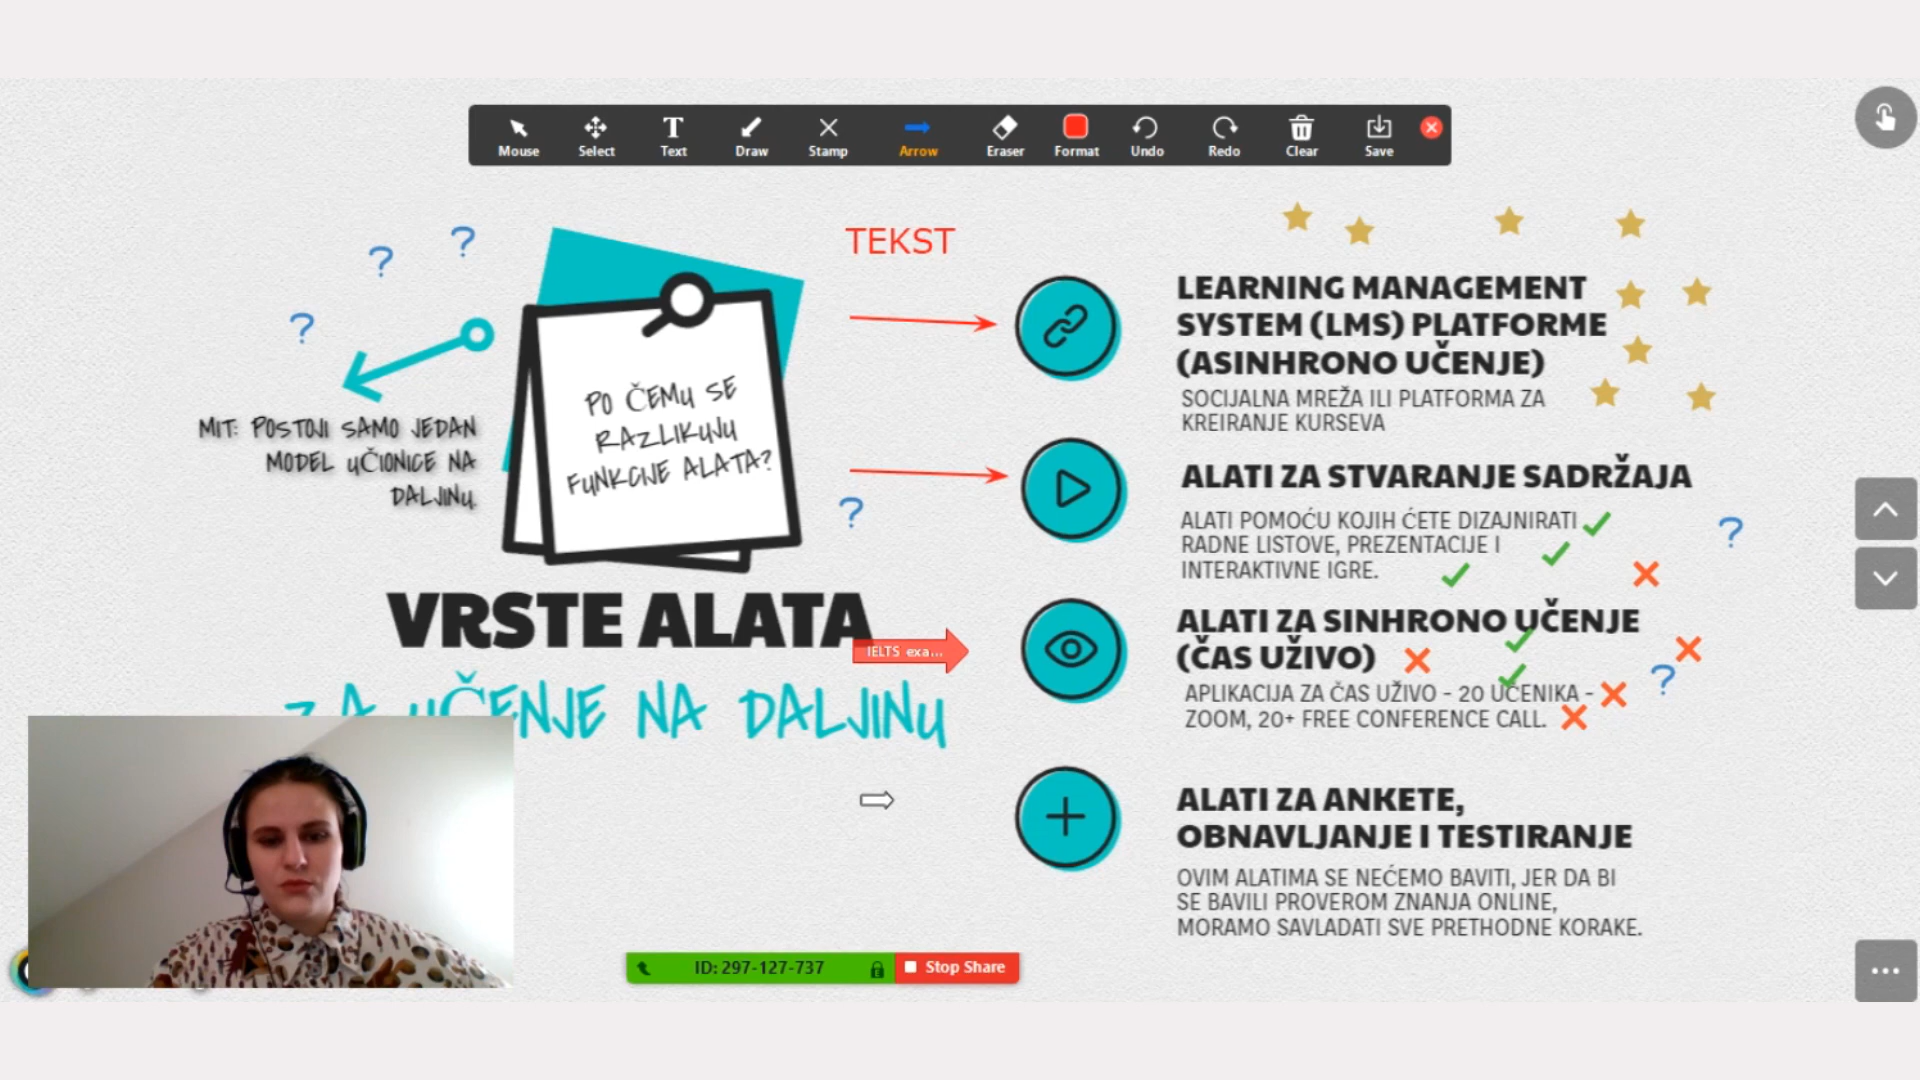 Mouse Select Text Draw Stamp Arrow Eraser Format Undo Redo Clear Save
TEKST
PO ČEMU SE
RAZLIKUJU
FUNKCIJE ALATA?
MIT: POSTOJI SAMO JEDAN
MODEL UČIONICE NA
DALJINU.
VRSTE ALATA
ZA UČENJE NA DALJINU
IELTS exa...
LEARNING MANAGEMENT
SYSTEM (LMS) PLATFORME
(ASINHRONO UČENJE)
SOCIJALNA MREŽA ILI PLATFORMA ZA
KREIRANJE KURSEVA
ALATI ZA STVARANJE SADRŽAJA
ALATI POMOĆU KOJIH ĆETE DIZAJNIRATI
RADNE LISTOVE, PREZENTACIJE I
INTERAKTIVNE IGRE.
ALATI ZA SINHRONO UČENJE
(ČAS UŽIVO)
APLIKACIJA ZA ČAS UŽIVO - 20 UČENIKA -
ZOOM, 20+ FREE CONFERENCE CALL.
ALATI ZA ANKETE,
OBNAVLJANJE I TESTIRANJE
OVIM ALATIMA SE NEĆEMO BAVITI, JER DA BI
SE BAVILI PROVEROM ZNANJA ONLINE,
MORAMO SAVLADATI SVE PRETHODNE KORAKE.
ID: 297-127-737
Stop Share